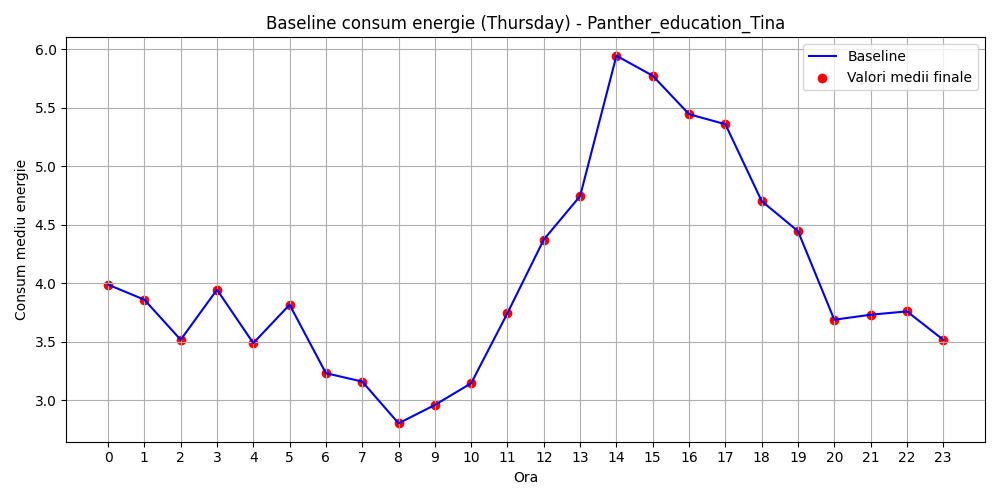 Baseline consum energie (Thursday) - Panther_education_Tina
Baseline
Valori medii finale
Consum mediu energie
6.0
5.5
5.0
4.5
4.0
3.5
3.0
0 1 2 3 4 5 6 7 8 9 10 11 12 13 14 15 16 17 18 19 20 21 22 23
Ora